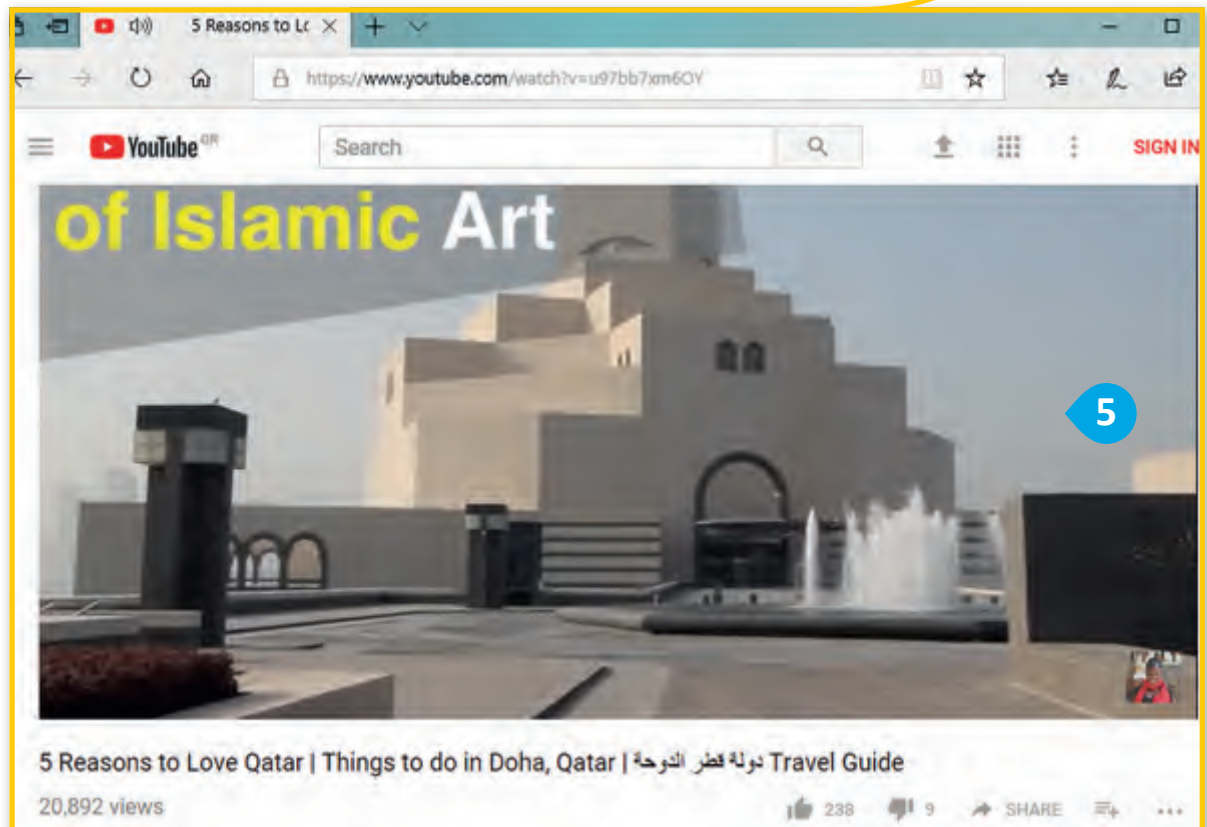 5 Reasons to Lc
https://www.youtube.com/watch?v=u97bb7xm6OY
YouTube GR
Search
SIGN IN
of Islamic Art
5
5 Reasons to Love Qatar | Things to do in Doha, Qatar | دولة قطر الدوحة Travel Guide
20,892 views
238
9
SHARE